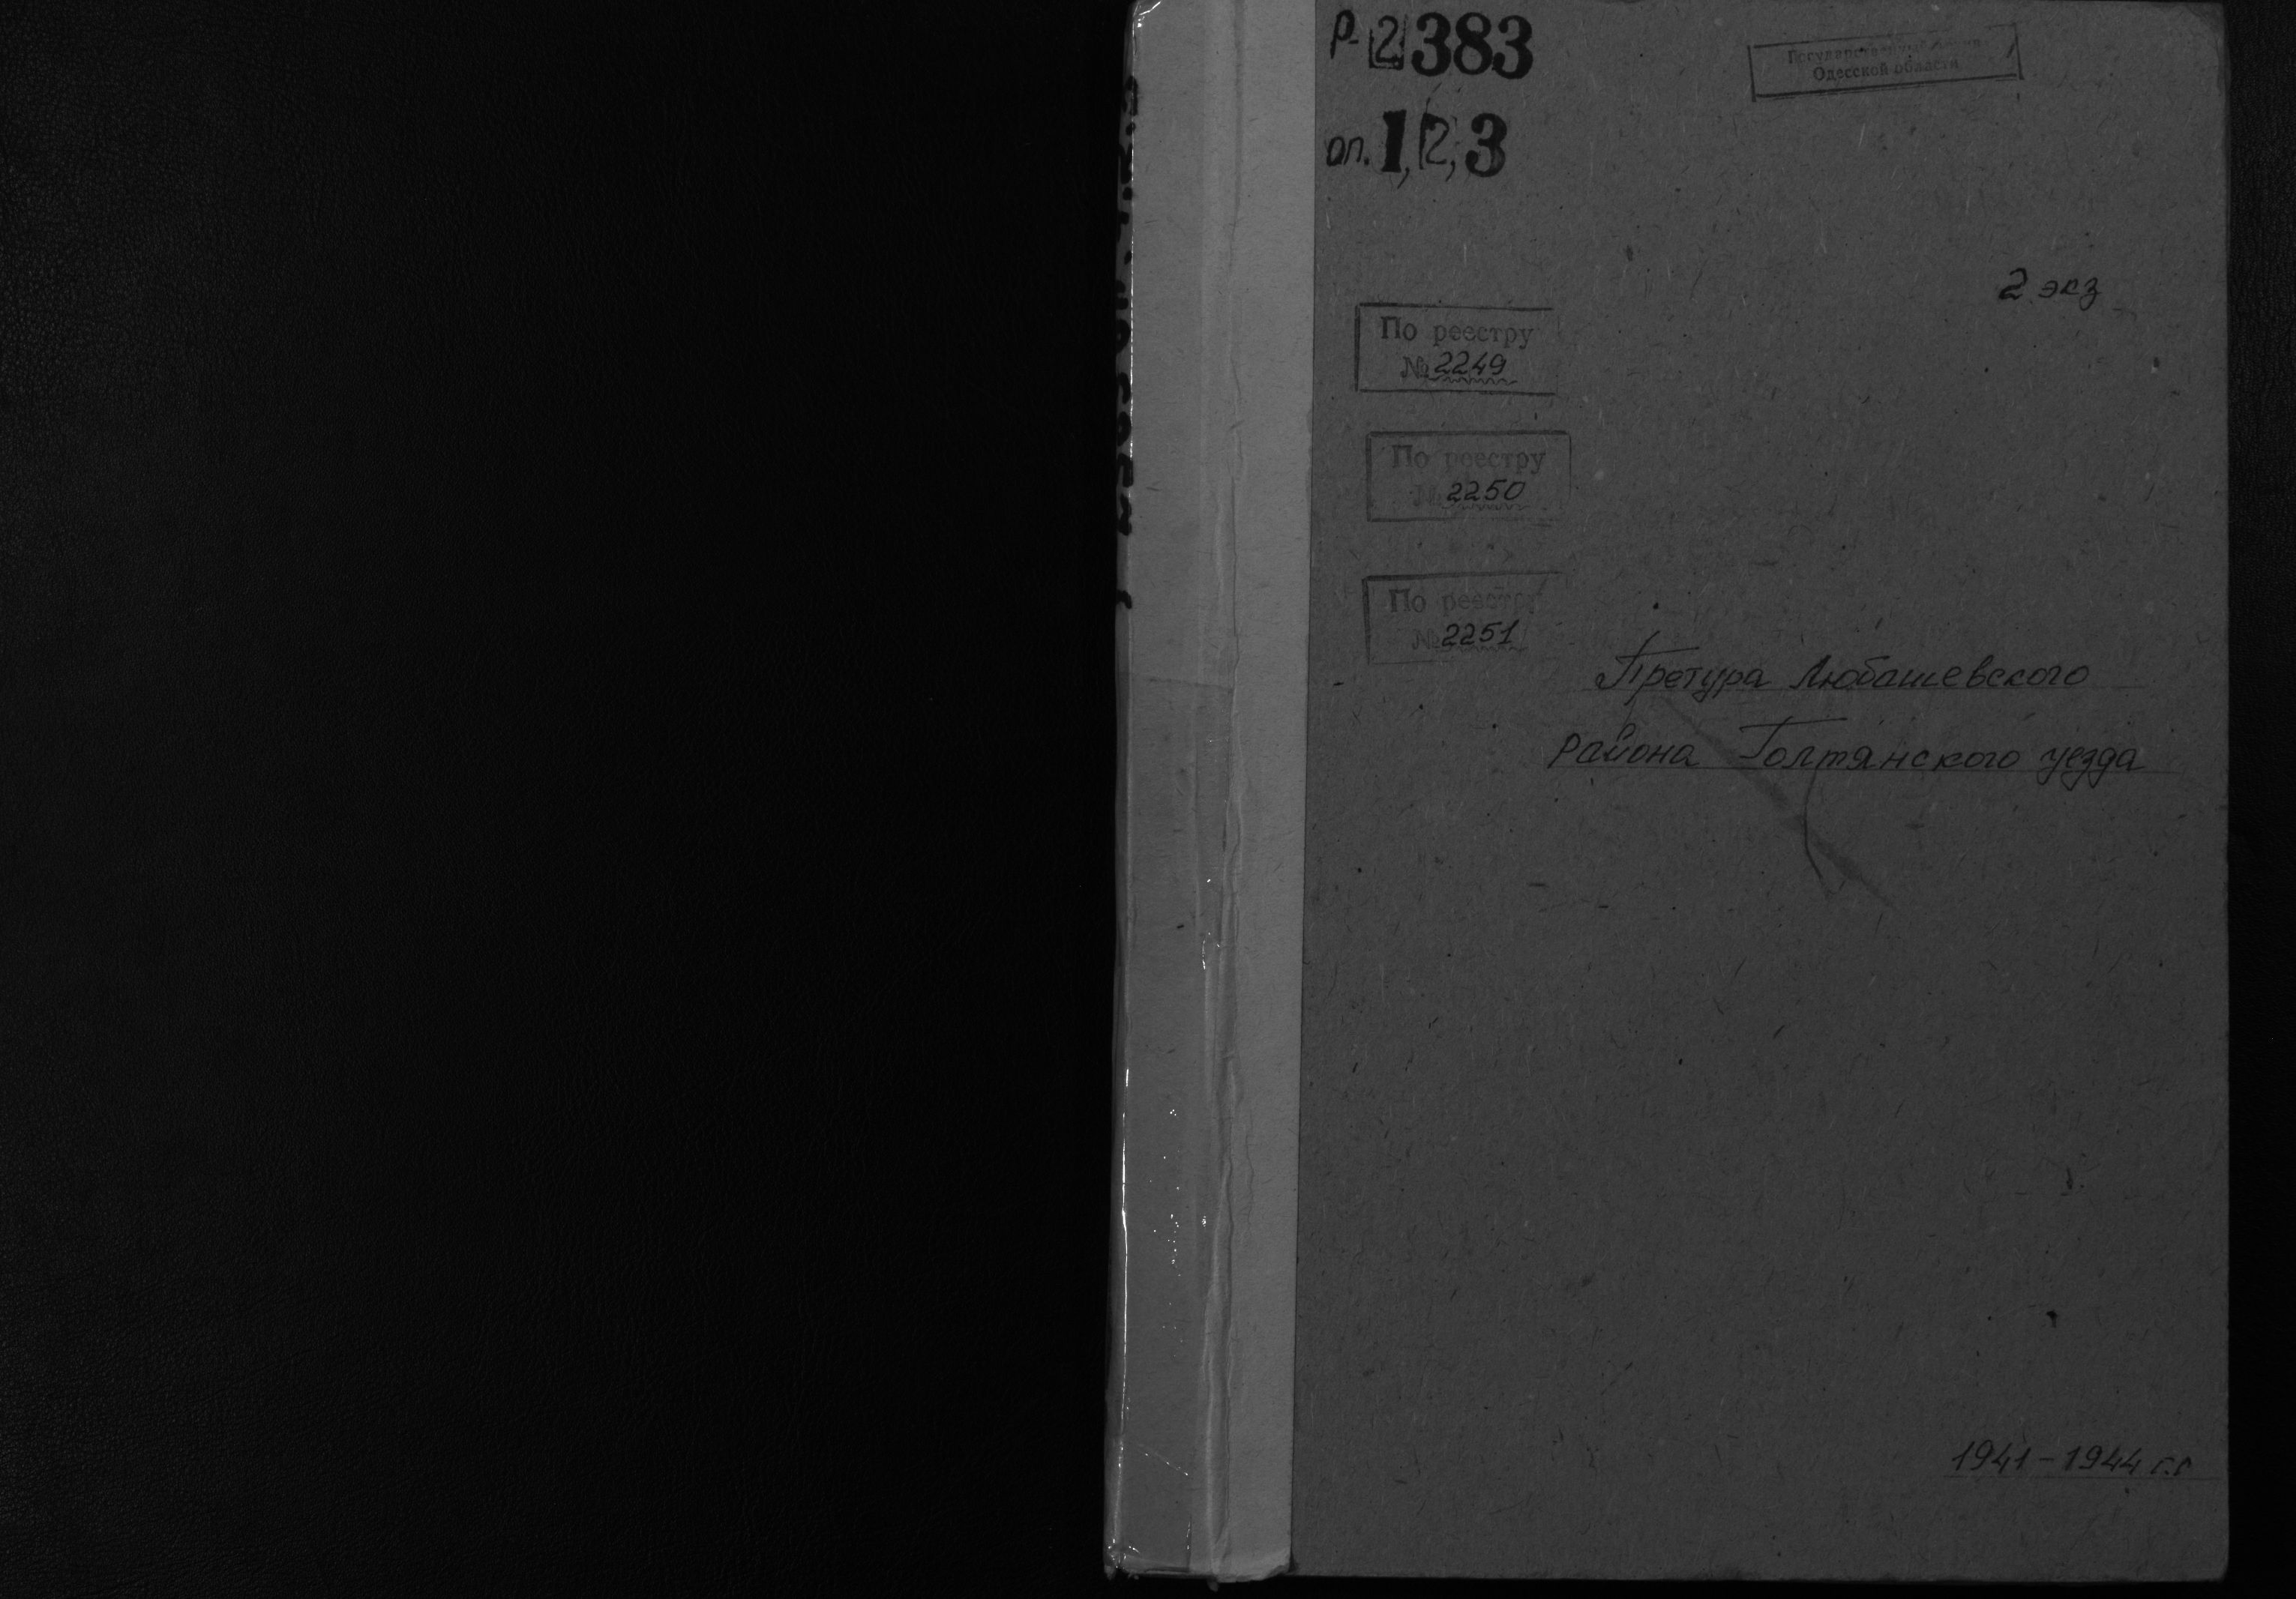 Р-2383
оп. 1, 2, 3
Государственный архив
Одесской области
2 экз
По реестру
№ 2249
По реестру
№ 2250
По реестру
№ 2251
Претура Любашевского
района Голтянского уезда
1941-1944 г.г